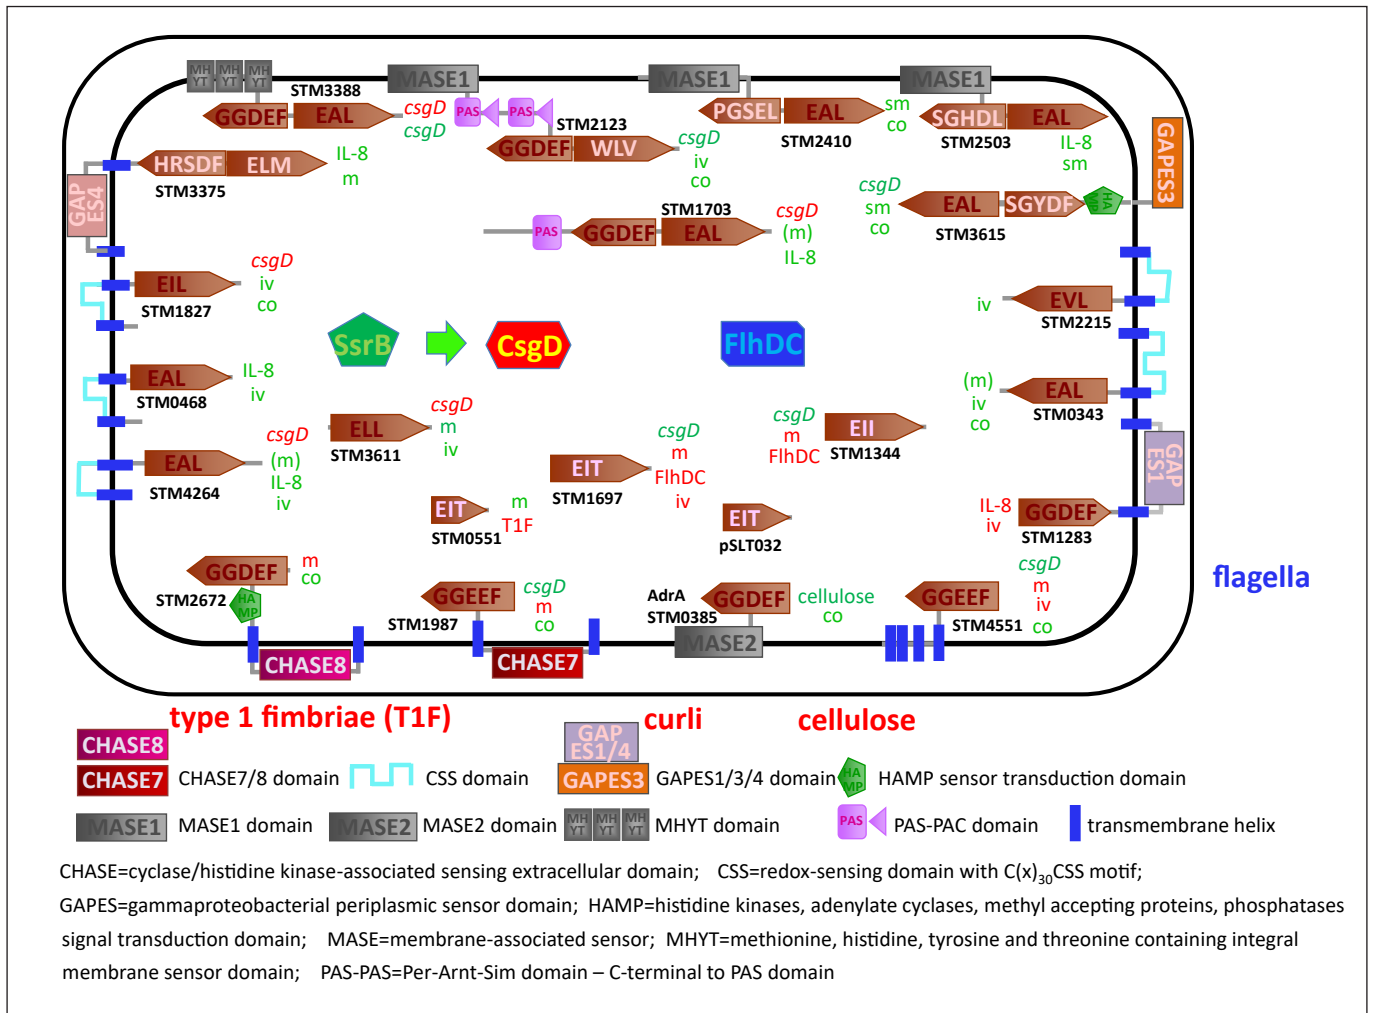 MH YT MH YT MH YT
STM3388
GGDEF EAL
csgD
csgD
MASE1
PAS PAS
STM2123
GGDEF WLV
csgD
iv
co
MASE1
PGSEL EAL
STM2410
sm
co
MASE1
SGHDL EAL
STM2503
IL-8
sm
GAPES3
HRSDF ELM
STM3375
IL-8
m
GAP ES4
PAS
STM1703
GGDEF EAL
csgD
(m)
IL-8
csgD
sm
co
EAL SGYDF
HA MP
STM3615
EIL
STM1827
csgD
iv
co
iv
EVL
STM2215
SsrB
CsgD
FlhDC
EAL
STM0468
IL-8
iv
(m)
iv
co
EAL
STM0343
ELL
STM3611
csgD
m
iv
csgD
m
FlhDC
EII
STM1344
GAP ES1
EAL
STM4264
csgD
(m)
IL-8
iv
EIT
STM1697
csgD
m
FlhDC
iv
EIT
STM0551
m
T1F
EIT
pSLT032
IL-8
iv
GGDEF
STM1283
GGDEF
STM2672
HA MP
m
co
CHASE8
GGEEF
STM1987
csgD
m
co
CHASE7
AdrA
STM0385
GGDEF
cellulose
co
MASE2
GGEEF
STM4551
csgD
m
iv
co
flagella
type 1 fimbriae (T1F)
curli
cellulose
CHASE8
CHASE7
CHASE7/8 domain
CSS domain
GAP ES1/4
GAPES3
GAPES1/3/4 domain
HA MP
HAMP sensor transduction domain
MASE1
MASE1 domain
MASE2
MASE2 domain
MH YT MH YT MH YT
MHYT domain
PAS
PAS-PAC domain
transmembrane helix
CHASE=cyclase/histidine kinase-associated sensing extracellular domain; CSS=redox-sensing domain with C(x)30CSS motif;
GAPES=gammaproteobacterial periplasmic sensor domain; HAMP=histidine kinases, adenylate cyclases, methyl accepting proteins, phosphatases
signal transduction domain; MASE=membrane-associated sensor; MHYT=methionine, histidine, tyrosine and threonine containing integral
membrane sensor domain; PAS-PAS=Per-Arnt-Sim domain – C-terminal to PAS domain